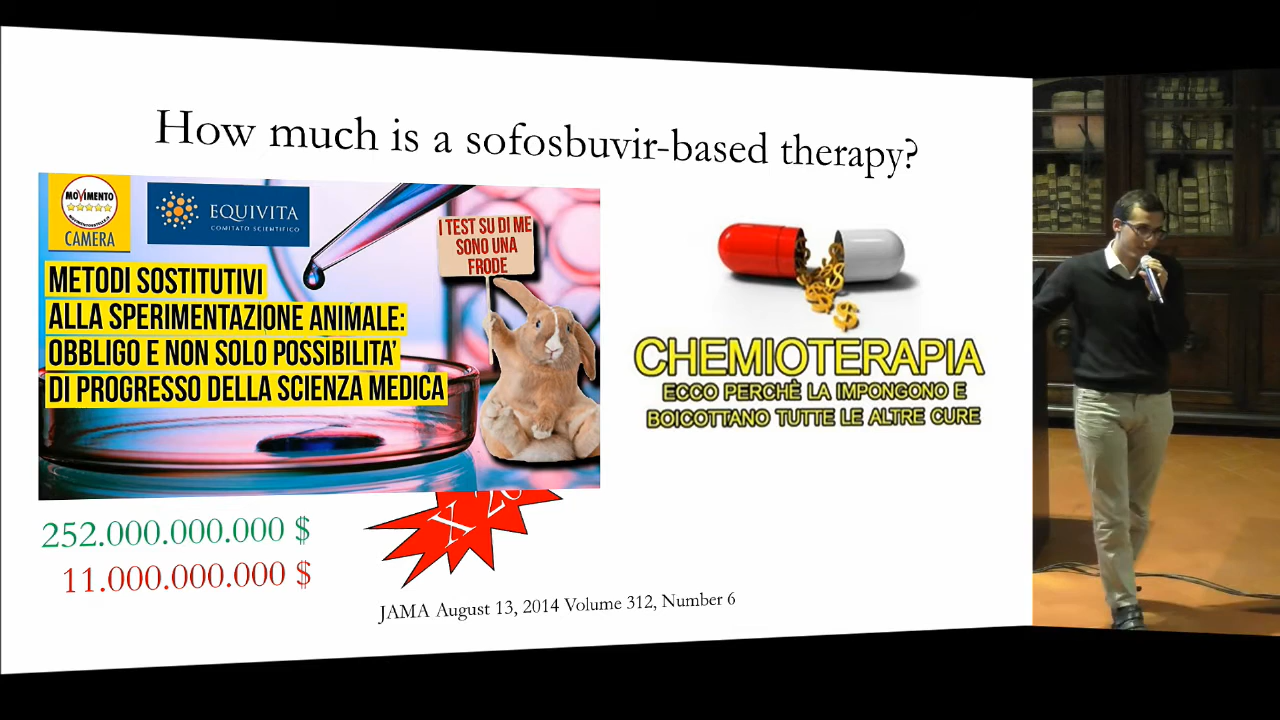 How much is a sofosbuvir-based therapy?
MOVIMENTO
CAMERA
EQUIVITA
COMITATO SCIENTIFICO
I TEST SU DI ME
SONO UNA
FRODE
METODI SOSTITUTIVI
ALLA SPERIMENTAZIONE ANIMALE:
OBBLIGO E NON SOLO POSSIBILITA'
DI PROGRESSO DELLA SCIENZA MEDICA
CHEMIOTERAPIA
ECCO PERCHÈ LA IMPONGONO E
BOICOTTANO TUTTE LE ALTRE CURE
X
252.000.000.000 $
11.000.000.000 $
JAMA August 13, 2014 Volume 312, Number 6